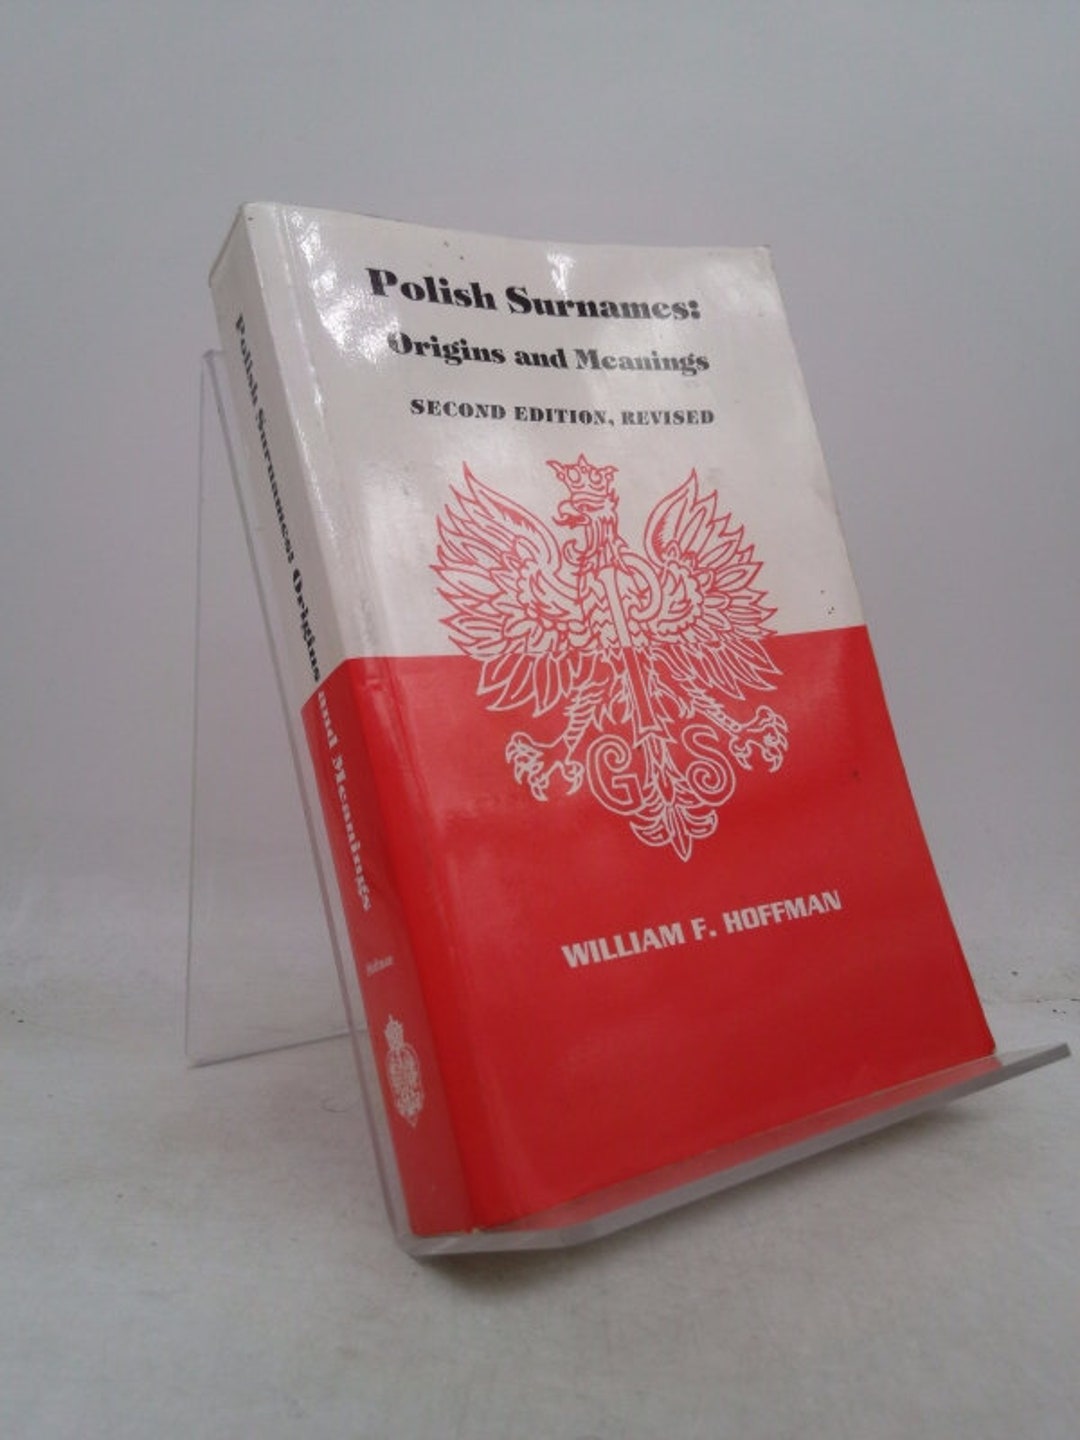 Polish Surnames:
Origins and Meanings
SECOND EDITION, REVISED
P
G S
WILLIAM F. HOFFMAN
Polish Surnames: Origins and Meanings
Hoffman